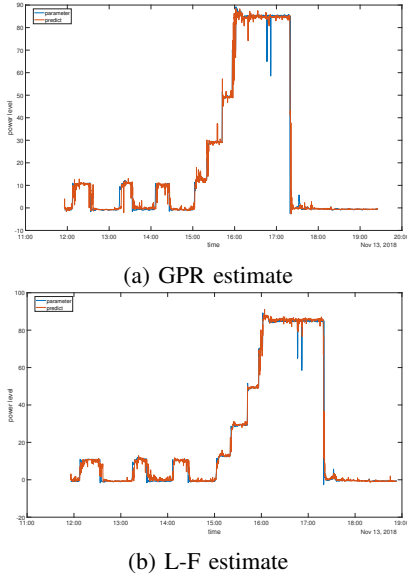 90
parameter
predict
80
70
60
50
40
30
20
10
0
-10
power level
11:00 12:00 13:00 14:00 15:00 16:00 17:00 18:00 19:00 20:00
time
Nov 13, 2018
(a) GPR estimate
100
parameter
predict
80
60
40
20
0
-20
power level
11:00 12:00 13:00 14:00 15:00 16:00 17:00 18:00 19:00
time
Nov 13, 2018
(b) L-F estimate